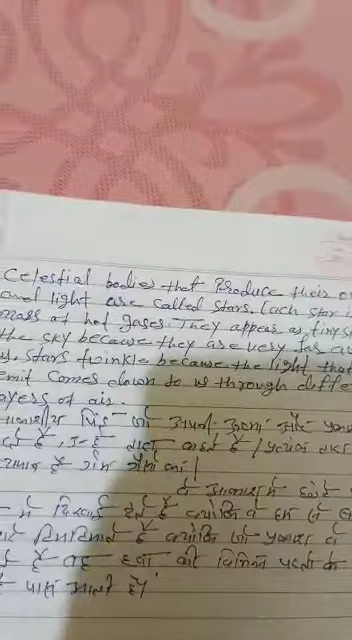 Celestial bodies that Produce their
and light are called stars. Each star i
mass of hot gases. They appear as tiny s
the sky because they are very far a
us. Stars twinkle because the light that
emit comes down to us through diffe
ayers of air.
पिंड जो अपनी ऊष्मा और
हैं, उन्हें तारा कहते हैं / प्रत्येक
है गर्म गैसों का |
वे आकाश में छोटे
में दिखाई देते हैं क्योंकि वे हम से
टिमटिमाते हैं क्योंकि जो प्रकाश वे
हैं वह हवा की विभिन्न परतों के
पास आती है|